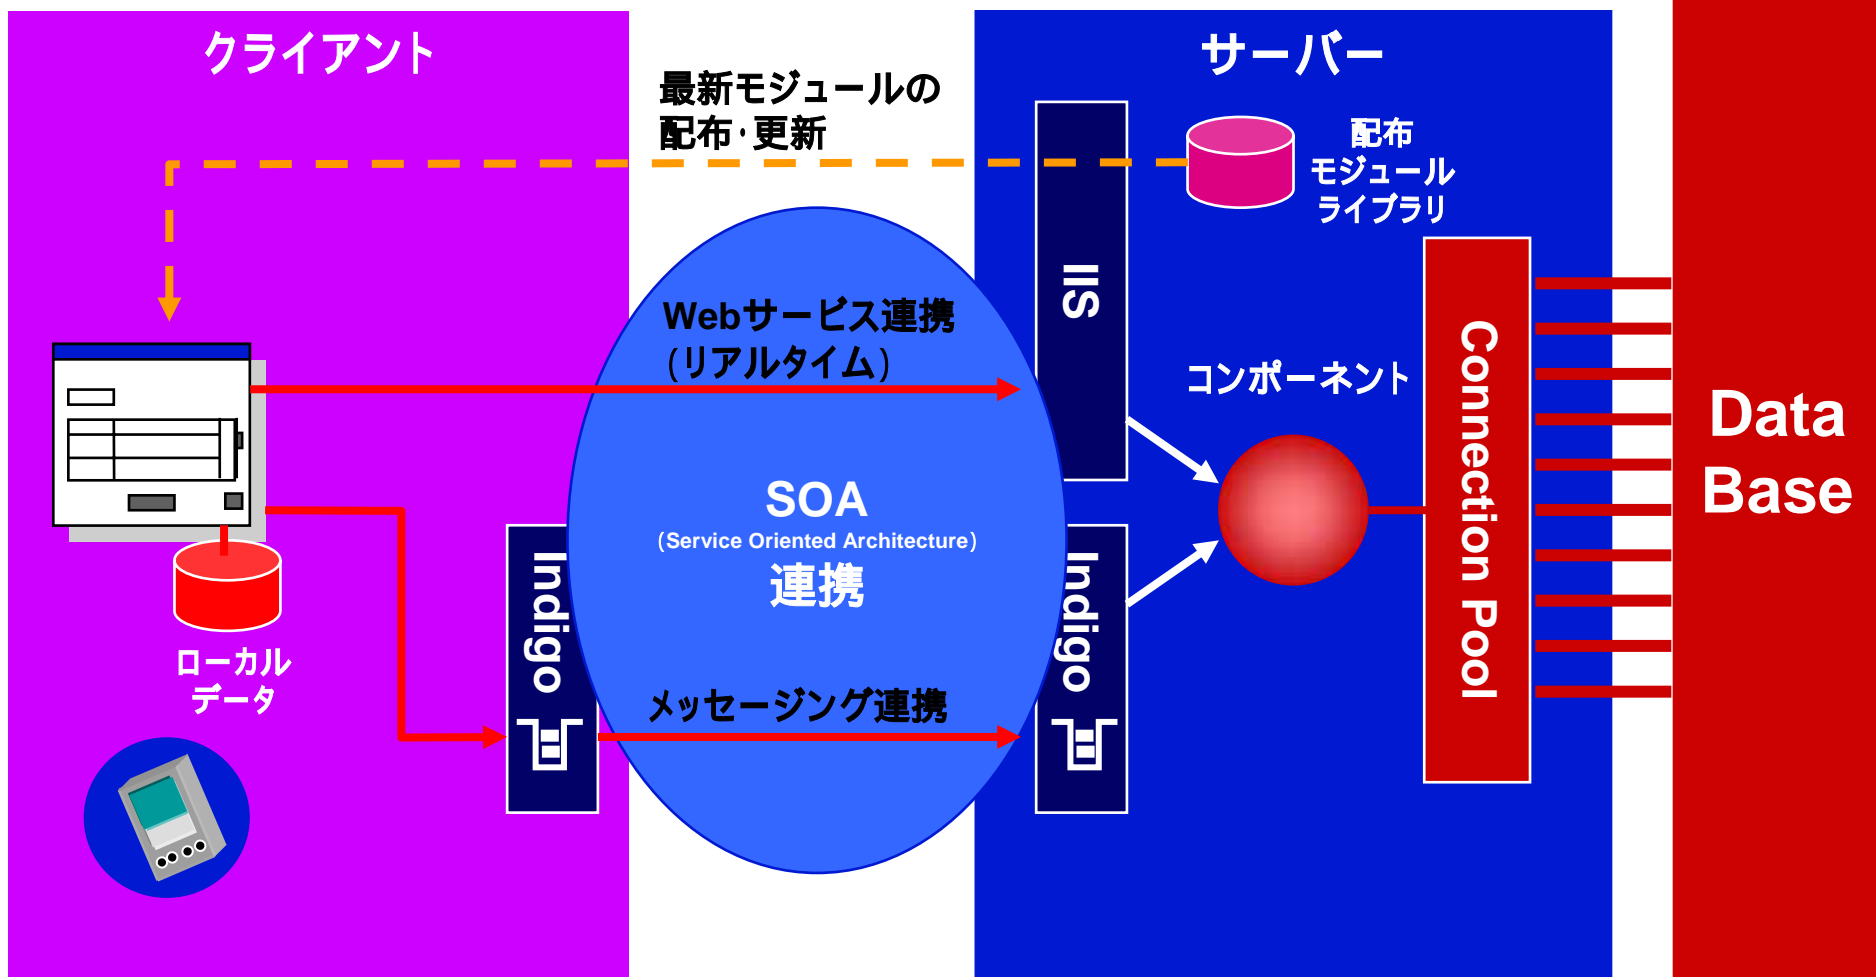 クライアント
サーバー
最新モジュールの
配布・更新
配布
モジュール
ライブラリ
IIS
Webサービス連携
(リアルタイム)
コンポーネント
Connection Pool
Data
Base
SOA
(Service Oriented Architecture)
連携
Indigo
Indigo
ローカル
データ
メッセージング連携